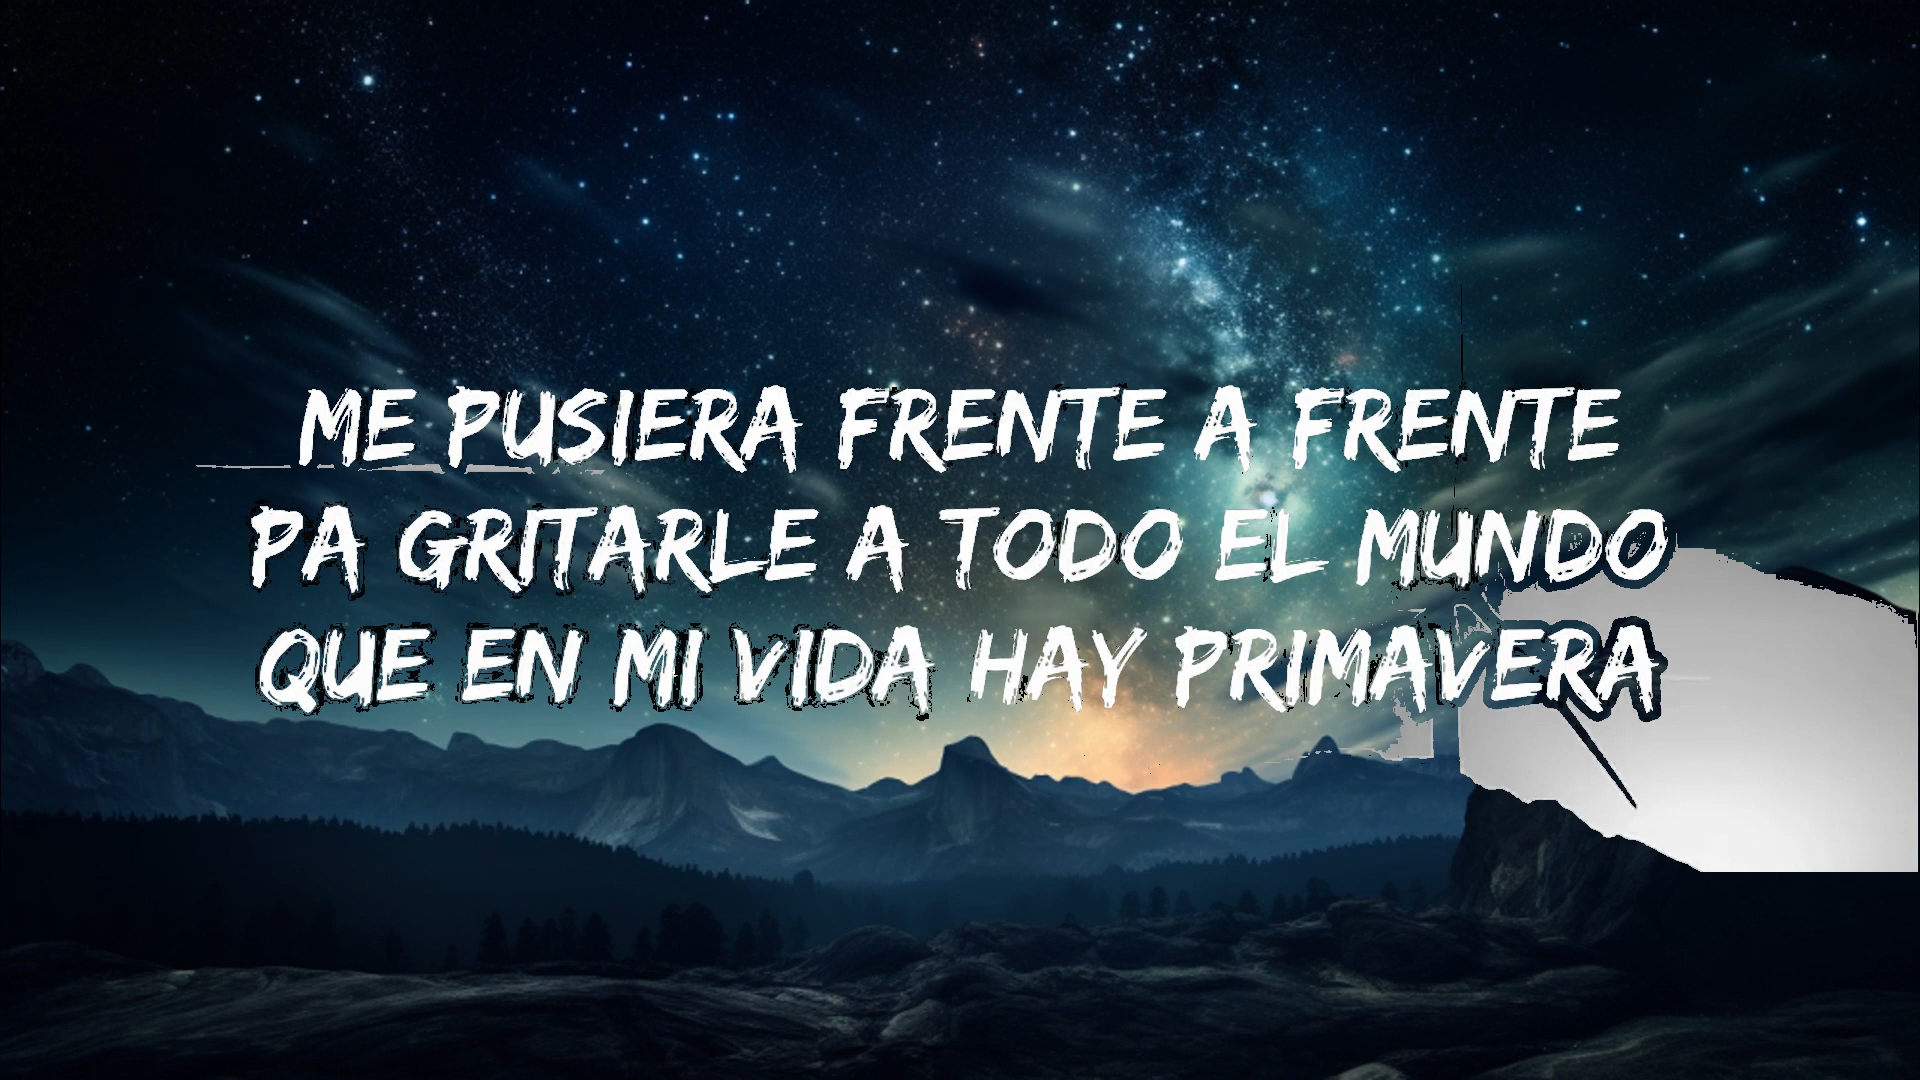 ME PUSIERA FRENTE A FRENTE
PA GRITARLE A TODO EL MUNDO
QUE EN MI VIDA HAY PRIMAVERA